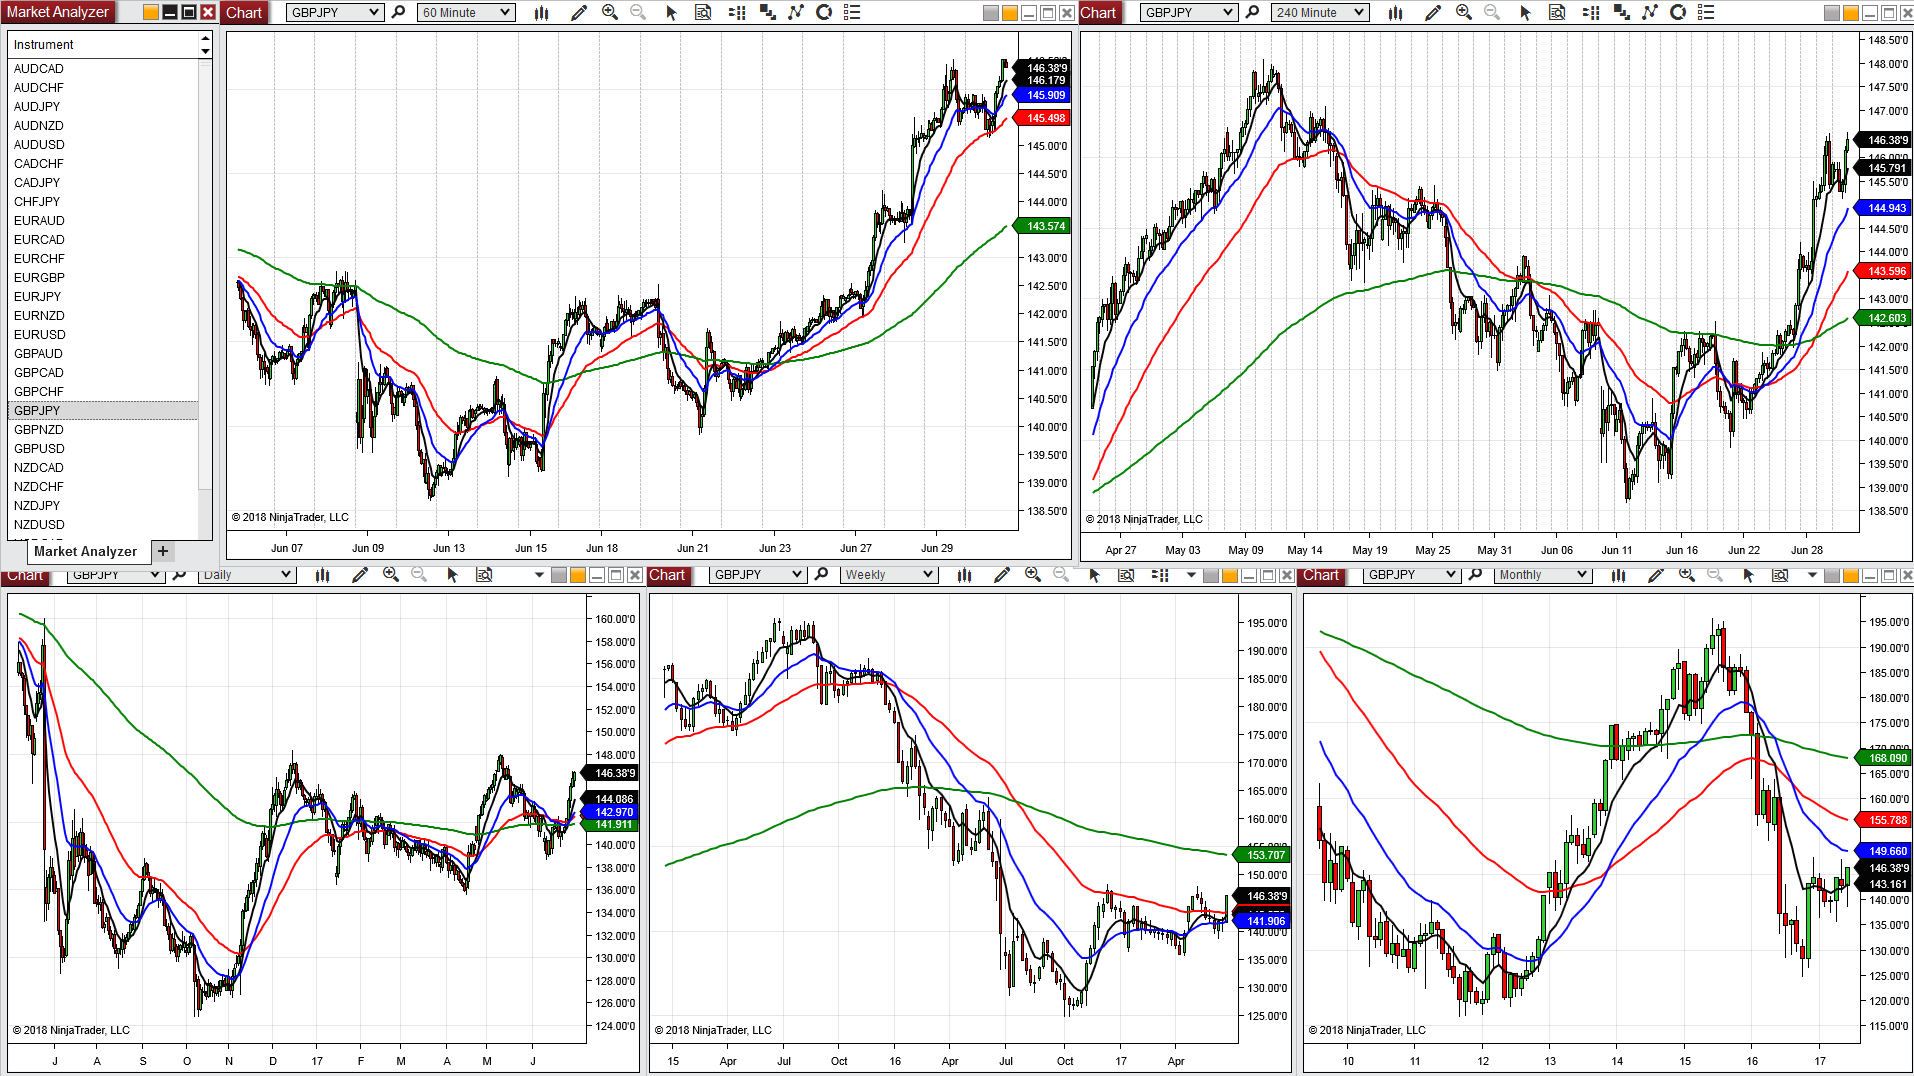 Market Analyzer
Instrument
AUDCAD
AUDCHF
AUDJPY
AUDNZD
AUDUSD
CADCHF
CADJPY
CHFJPY
EURAUD
EURCAD
EURCHF
EURGBP
EURJPY
EURNZD
EURUSD
GBPAUD
GBPCAD
GBPCHF
GBPJPY
GBPNZD
GBPUSD
NZDCAD
NZDCHF
NZDJPY
NZDUSD
Market Analyzer +
Chart GBPJPY 60 Minute
146.38'9
146.179
145.909
145.498
145.00'0
144.50'0
144.00'0
143.574
143.00'0
142.50'0
142.00'0
141.50'0
141.00'0
140.50'0
140.00'0
139.50'0
139.00'0
138.50'0
© 2018 NinjaTrader, LLC
Jun 07 Jun 09 Jun 13 Jun 15 Jun 18 Jun 21 Jun 23 Jun 27 Jun 29
Chart GBPJPY 240 Minute
148.50'0
148.00'0
147.50'0
147.00'0
146.38'9
146.00'0
145.791
145.50'0
144.943
144.50'0
144.00'0
143.596
143.00'0
142.603
142.00'0
141.50'0
141.00'0
140.50'0
140.00'0
139.50'0
139.00'0
138.50'0
© 2018 NinjaTrader, LLC
Apr 27 May 03 May 09 May 14 May 19 May 25 May 31 Jun 06 Jun 11 Jun 16 Jun 22 Jun 28
Chart GBPJPY Daily
160.00'0
158.00'0
156.00'0
154.00'0
152.00'0
150.00'0
148.00'0
146.38'9
144.086
142.970
141.911
140.00'0
138.00'0
136.00'0
134.00'0
132.00'0
130.00'0
128.00'0
126.00'0
124.00'0
© 2018 NinjaTrader, LLC
J A S O N D 17 F M A M J
Chart GBPJPY Weekly
195.00'0
190.00'0
185.00'0
180.00'0
175.00'0
170.00'0
165.00'0
160.00'0
153.707
150.00'0
146.38'9
141.906
140.00'0
135.00'0
130.00'0
125.00'0
© 2018 NinjaTrader, LLC
15 Apr Jul Oct 16 Apr Jul Oct 17 Apr
Chart GBPJPY Monthly
195.00'0
190.00'0
185.00'0
180.00'0
175.00'0
170.00'0
168.090
165.00'0
160.00'0
155.788
149.660
146.38'9
143.161
140.00'0
135.00'0
130.00'0
125.00'0
120.00'0
115.00'0
© 2018 NinjaTrader, LLC
10 11 12 13 14 15 16 17